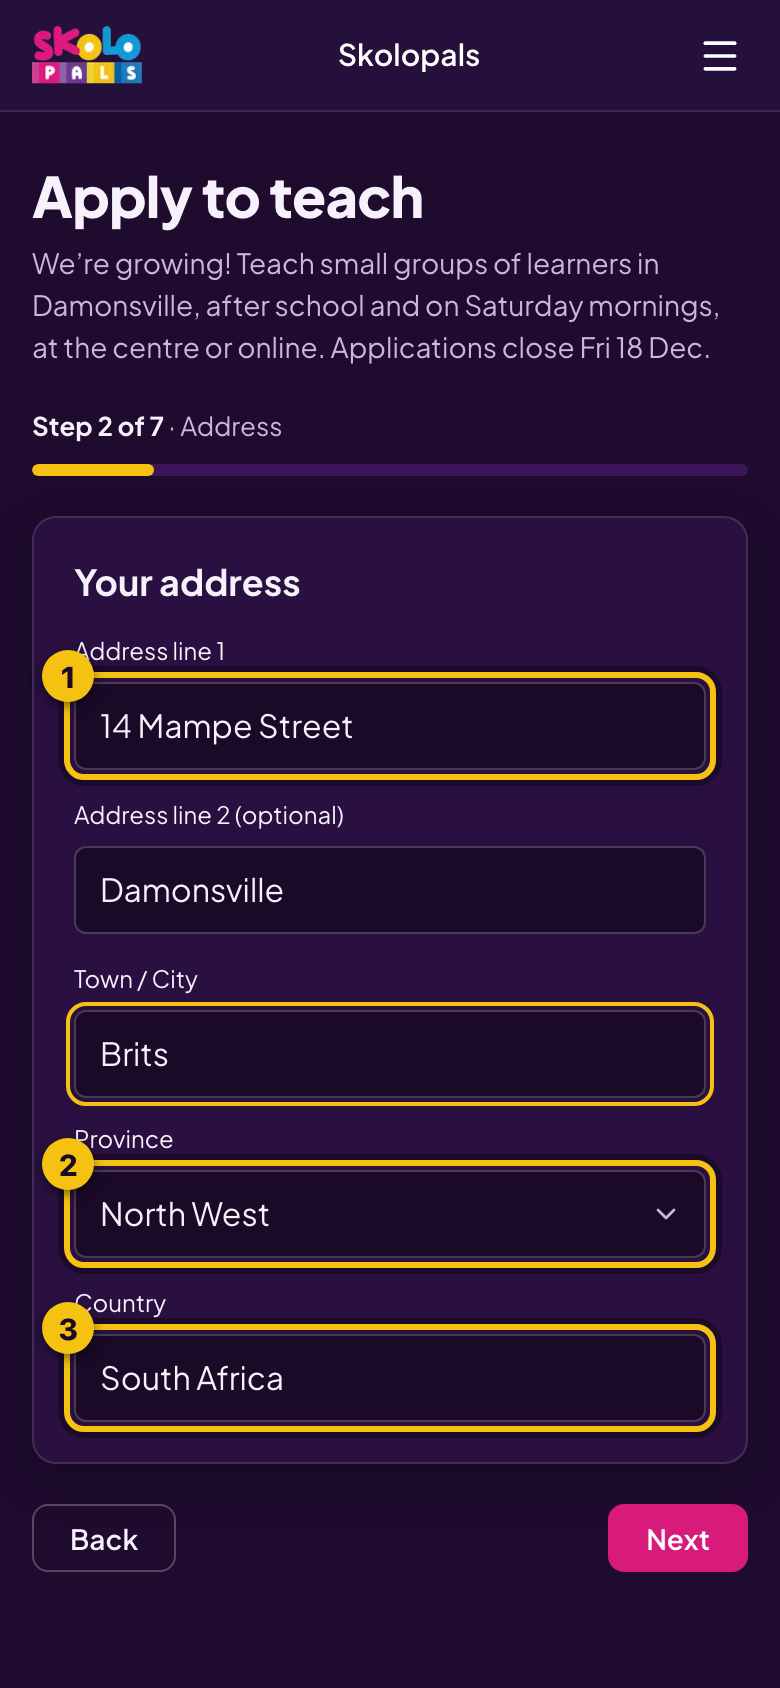 SKOLO
PALS
Skolopals
Apply to teach
We’re growing! Teach small groups of learners in
Damonsville, after school and on Saturday mornings,
at the centre or online. Applications close Fri 18 Dec.
Step 2 of 7 · Address
Your address
Address line 1
1
14 Mampe Street
Address line 2 (optional)
Damonsville
Town / City
Brits
Province
2
North West
Country
3
South Africa
Back
Next